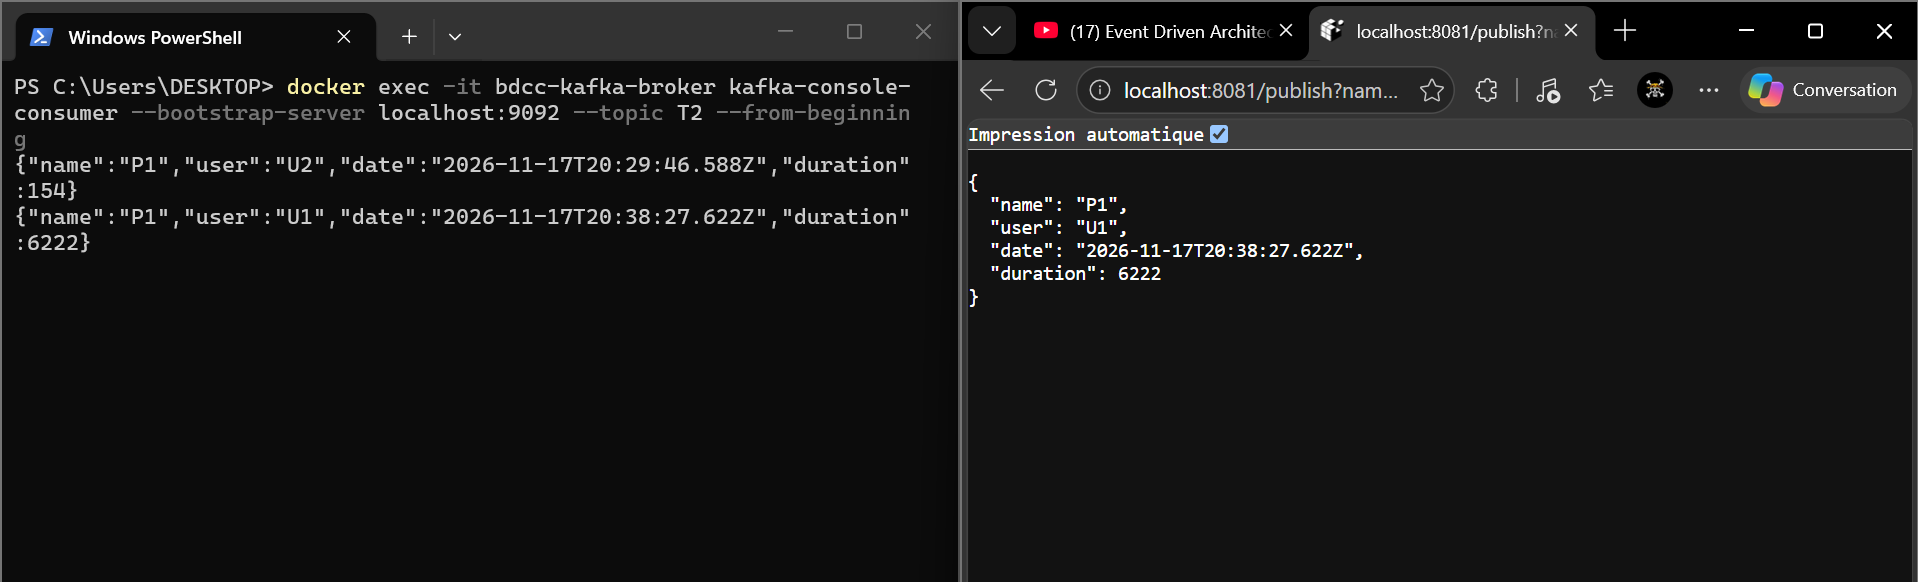 Windows PowerShell
PS C:\Users\DESKTOP> docker exec -it bdcc-kafka-broker kafka-console-
consumer --bootstrap-server localhost:9092 --topic T2 --from-beginnin
g
{"name":"P1","user":"U2","date":"2026-11-17T20:29:46.588Z","duration"
:154}
{"name":"P1","user":"U1","date":"2026-11-17T20:38:27.622Z","duration"
:6222}
(17) Event Driven Architec
localhost:8081/publish?na
localhost:8081/publish?nam...
Conversation
Impression automatique
{
"name": "P1",
"user": "U1",
"date": "2026-11-17T20:38:27.622Z",
"duration": 6222
}